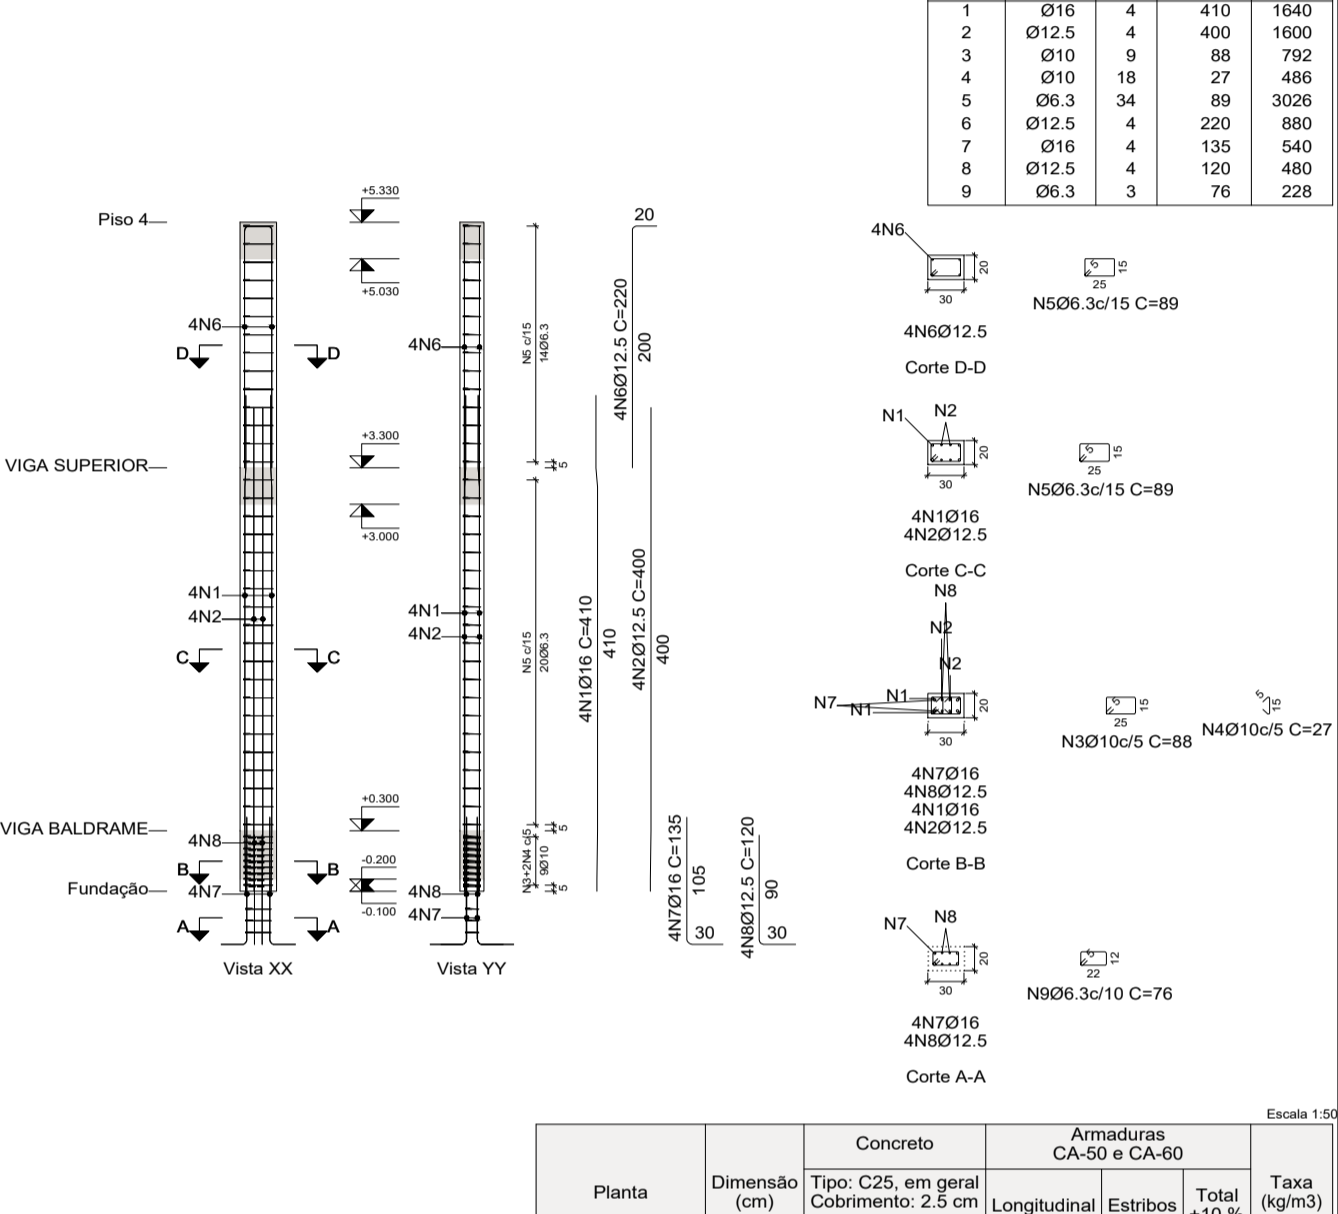 1 Ø16 4 410 1640
2 Ø12.5 4 400 1600
3 Ø10 9 88 792
4 Ø10 18 27 486
5 Ø6.3 34 89 3026
6 Ø12.5 4 220 880
7 Ø16 4 135 540
8 Ø12.5 4 120 480
9 Ø6.3 3 76 228
Piso 4
4N6
D D
VIGA SUPERIOR
4N1
4N2
C C
VIGA BALDRAME
4N8
B B
Fundação
4N7
A A
Vista XX
+5.330
+5.030
+3.300
+3.000
+0.300
-0.200
-0.100
4N6
4N1
4N2
4N8
4N7
Vista YY
N5 c/15
14Ø6.3
5
N5 c/15
20Ø6.3
5
N3+2N4 c/5
9Ø10
5
4N1Ø16 C=410
410
20
4N6Ø12.5 C=220
200
4N2Ø12.5 C=400
400
4N7Ø16 C=135
105
30
4N8Ø12.5 C=120
90
30
4N6
20
30
4N6Ø12.5
Corte D-D
5
15
25
N5Ø6.3c/15 C=89
N1 N2
20
30
4N1Ø16
4N2Ø12.5
Corte C-C
5
15
25
N5Ø6.3c/15 C=89
N8
N2
N2
N7 N1
N1
20
30
4N7Ø16
4N8Ø12.5
4N1Ø16
4N2Ø12.5
Corte B-B
5
15
25
N3Ø10c/5 C=88
5
15
N4Ø10c/5 C=27
N7 N8
20
30
4N7Ø16
4N8Ø12.5
Corte A-A
5
12
22
N9Ø6.3c/10 C=76
Escala 1:50
Planta
Dimensão
(cm)
Concreto
Tipo: C25, em geral
Cobrimento: 2.5 cm
Armaduras
CA-50 e CA-60
Longitudinal Estribos Total
+10 %
Taxa
(kg/m3)